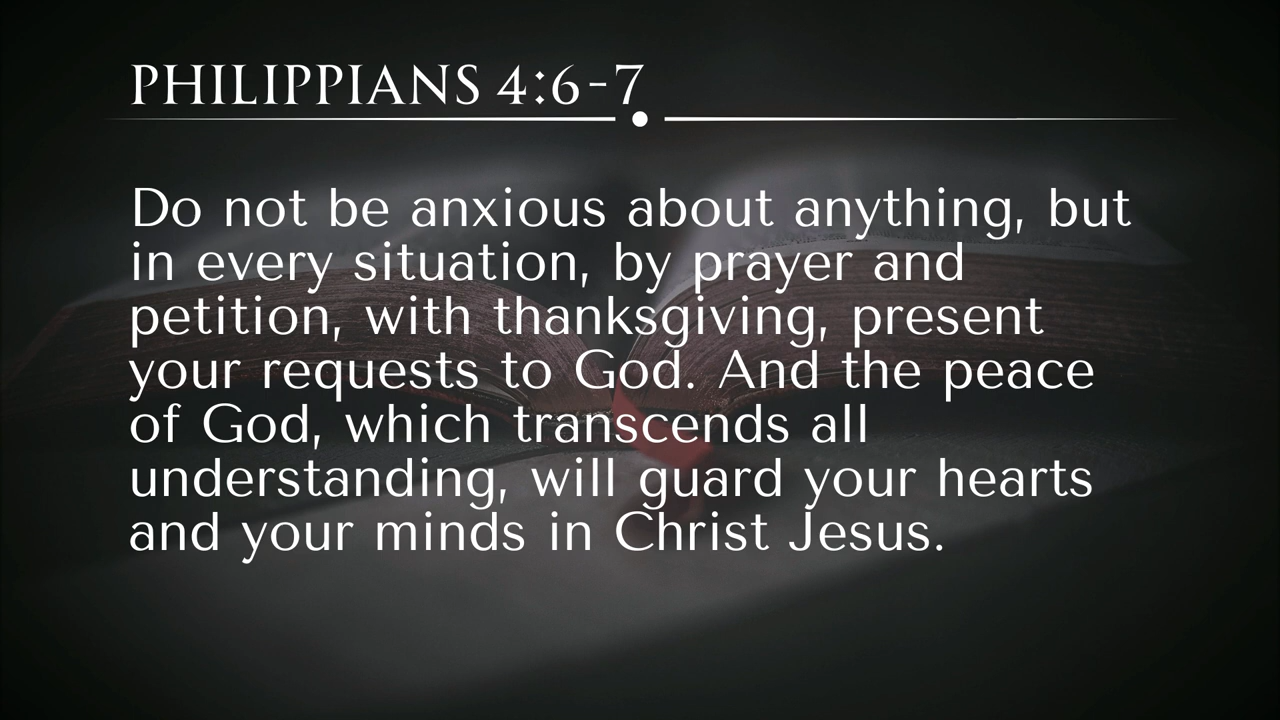 PHILIPPIANS 4:6-7
Do not be anxious about anything, but
in every situation, by prayer and
petition, with thanksgiving, present
your requests to God. And the peace
of God, which transcends all
understanding, will guard your hearts
and your minds in Christ Jesus.